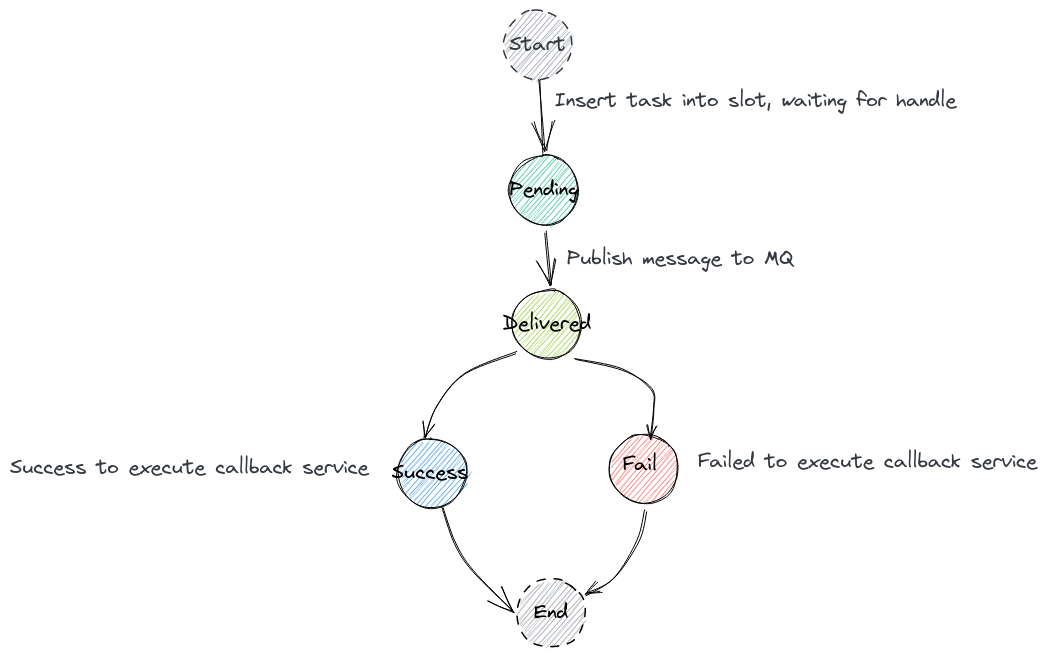 Start
Insert task into slot, waiting for handle
Pending
Publish message to MQ
Delivered
Success to execute callback service
Success
Fail
Failed to execute callback service
End